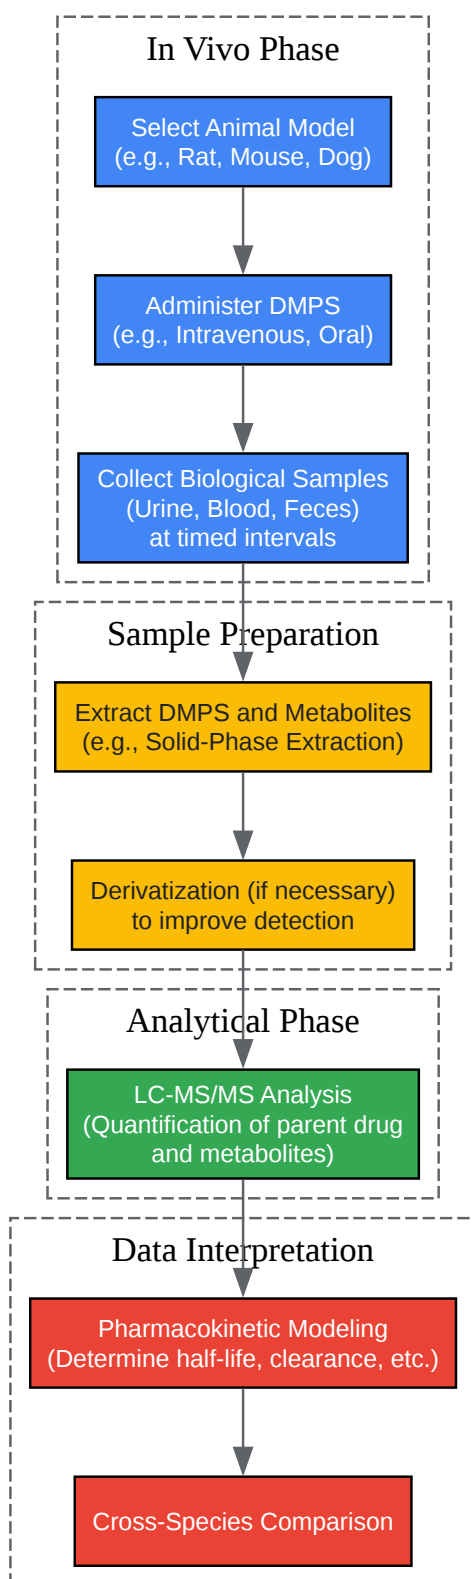 In Vivo Phase
Select Animal Model
(e.g., Rat, Mouse, Dog)
Administer DMPS
(e.g., Intravenous, Oral)
Collect Biological Samples
(Urine, Blood, Feces)
at timed intervals
Sample Preparation
Extract DMPS and Metabolites
(e.g., Solid-Phase Extraction)
Derivatization (if necessary)
to improve detection
Analytical Phase
LC-MS/MS Analysis
(Quantification of parent drug
and metabolites)
Data Interpretation
Pharmacokinetic Modeling
(Determine half-life, clearance, etc.)
Cross-Species Comparison